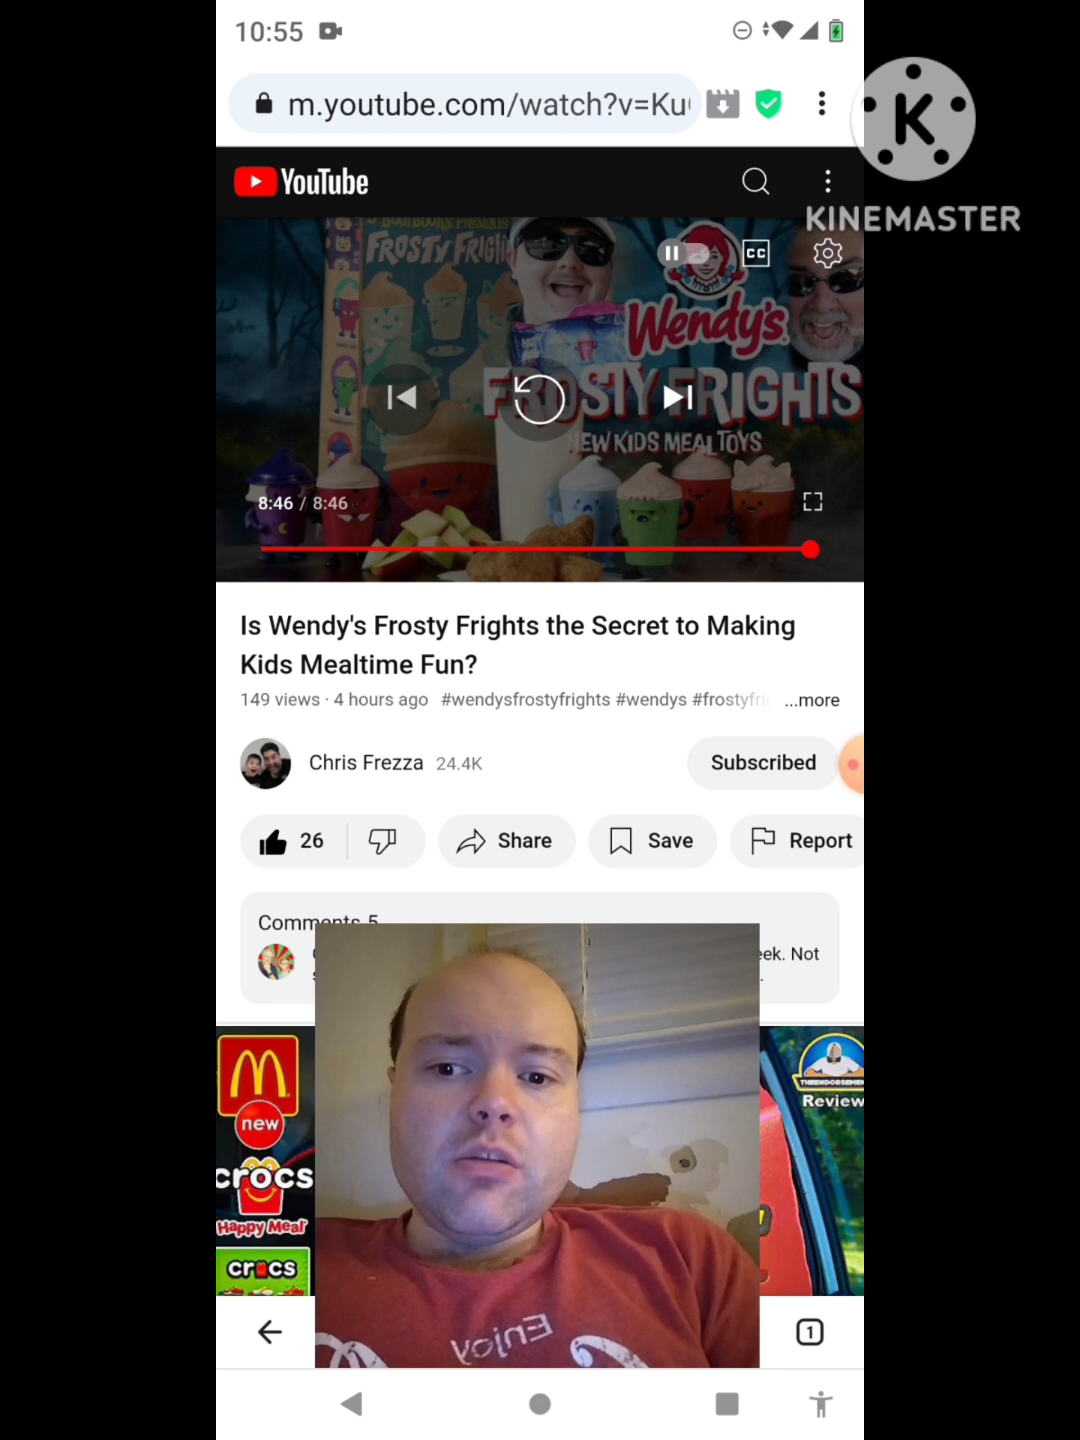 10:55
m.youtube.com/watch?v=Ku
K
KINEMASTER
YouTube
FROSTY FRIGH
CC
Wendy's
FROSTY FRIGHTS
NEW KIDS MEAL TOYS
8:46 / 8:46
Is Wendy's Frosty Frights the Secret to Making
Kids Mealtime Fun?
149 views · 4 hours ago #wendysfrostyfrights #wendys #frostyfri ...more
Chris Frezza 24.4K
Subscribed
26
Share
Save
Report
Comments 5
eek. Not
new
crocs
Happy Meal
crocs
Review
Enjoy
1